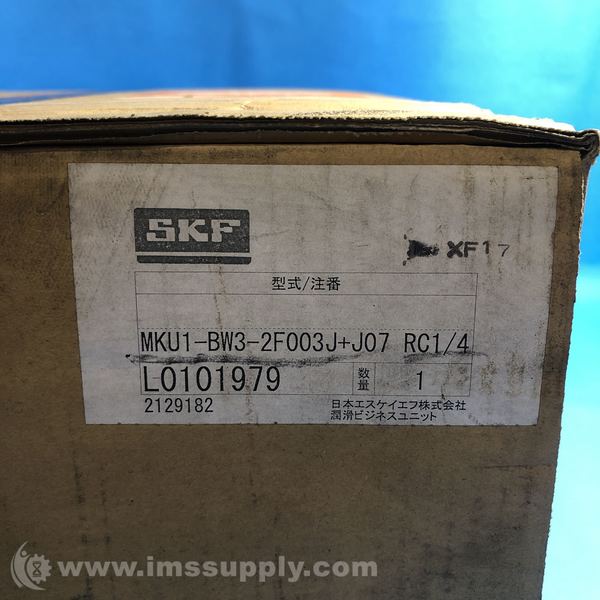 SKF
XF17
型式/注番
MKU1-BW3-2F003J+J07 RC1/4
L0101979 数量 1
2129182
日本エスケイエフ株式会社
潤滑ビジネスユニット
www.imssupply.com